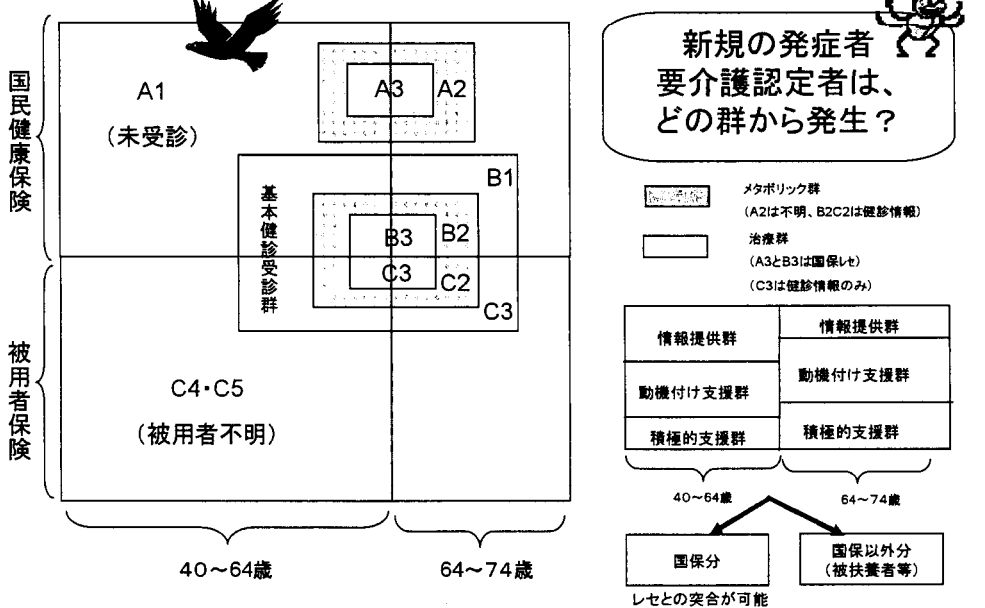 国民健康保険
被用者保険
A1
(未受診)
A3
A2
基本健診受診群
B1
B3
B2
C3
C2
C3
C4・C5
(被用者不明)
40～64歳
64～74歳
新規の発症者
要介護認定者は、
どの群から発生？
メタボリック群
(A2は不明、B2C2は健診情報)
治療群
(A3とB3は国保レセ)
(C3は健診情報のみ)
情報提供群
情報提供群
動機付け支援群
動機付け支援群
積極的支援群
積極的支援群
40～64歳
64～74歳
国保分
国保以外分
(被扶養者等)
レセとの突合が可能